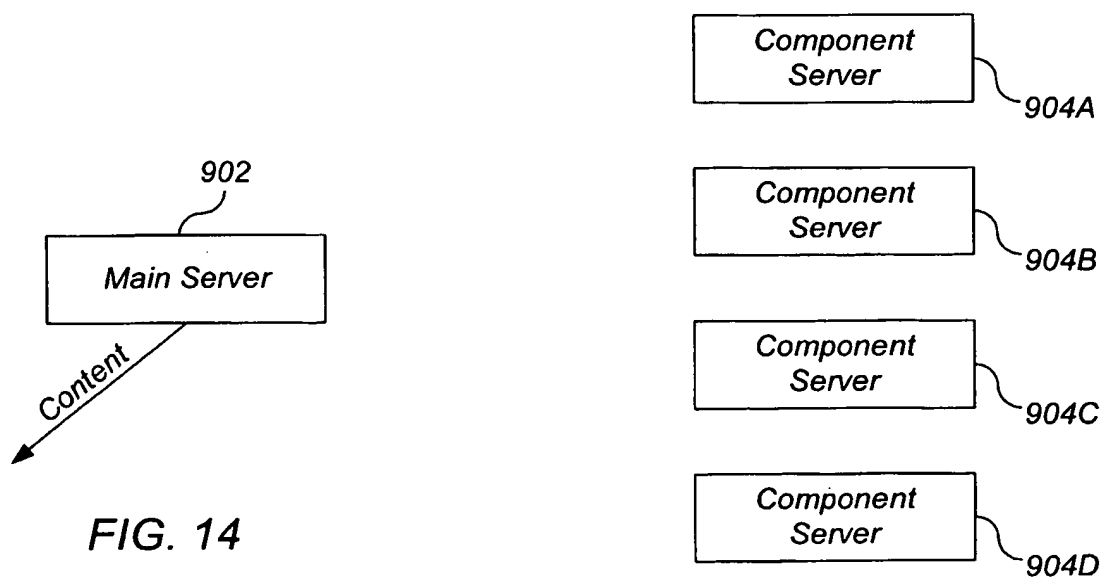 902
Main Server
Content
FIG. 14
Component
Server
904A
Component
Server
904B
Component
Server
904C
Component
Server
904D